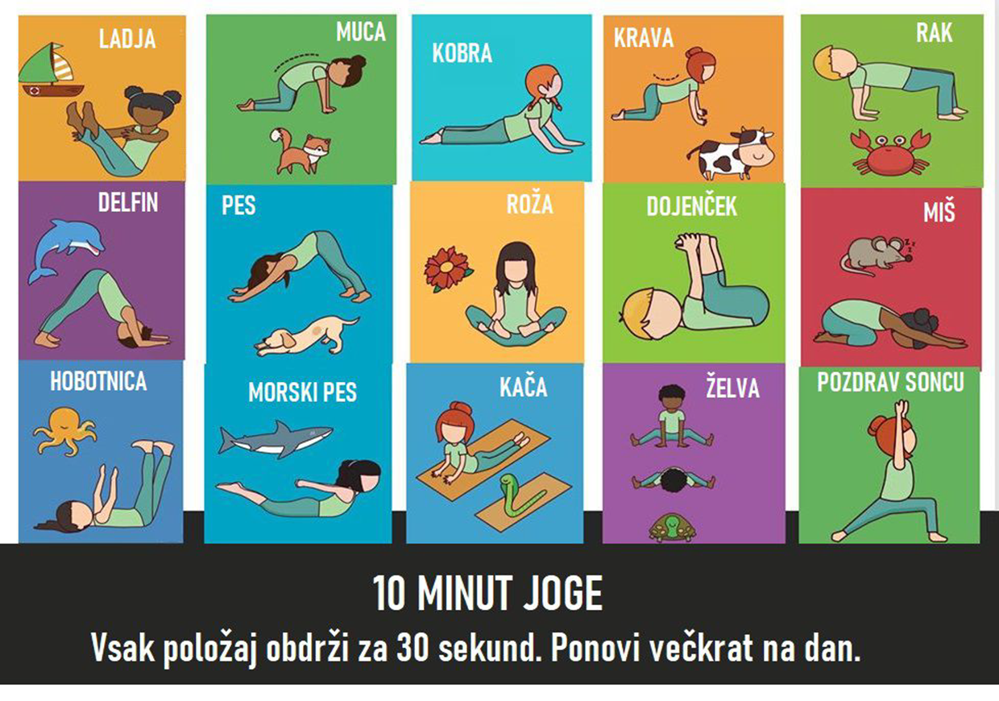 LADJA
MUCA
KOBRA
KRAVA
RAK
DELFIN
PES
ROŽA
DOJENČEK
MIŠ
HOBOTNICA
MORSKI PES
KAČA
ŽELVA
POZDRAV SONCU
10 MINUT JOGE
Vsak položaj obdrži za 30 sekund. Ponovi večkrat na dan.